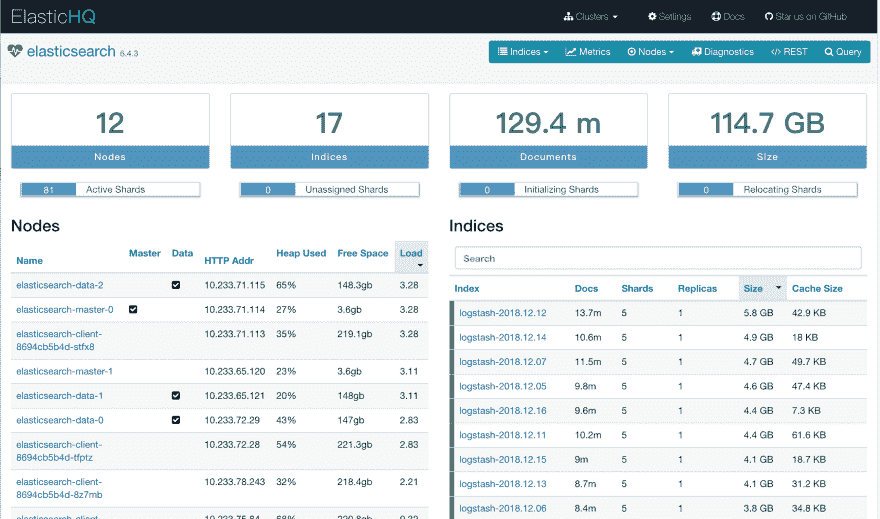 ElasticHQ Clusters Settings Docs Star us on GitHub
elasticsearch 6.4.3 Indices Metrics Nodes Diagnostics </> REST Query
12 17 129.4 m 114.7 GB
Nodes Indices Documents Size
81 Active Shards 0 Unassigned Shards 0 Initializing Shards 0 Relocating Shards
Nodes
Name Master Data HTTP Addr Heap Used Free Space Load
elasticsearch-data-2 10.233.71.115 65% 148.3gb 3.28
elasticsearch-master-0 10.233.71.114 27% 3.6gb 3.28
elasticsearch-client- 10.233.71.113 35% 219.1gb 3.28
8694cb5b4d-stfx8
elasticsearch-master-1 10.233.65.120 23% 3.6gb 3.11
elasticsearch-data-1 10.233.65.121 20% 148gb 3.11
elasticsearch-data-0 10.233.72.29 43% 147gb 2.83
elasticsearch-client- 10.233.72.28 54% 221.3gb 2.83
8694cb5b4d-tfptz
elasticsearch-client- 10.233.78.243 32% 218.4gb 2.21
8694cb5b4d-8z7mb
Indices
Search
Index Docs Shards Replicas Size Cache Size
logstash-2018.12.12 13.7m 5 1 5.8 GB 42.9 KB
logstash-2018.12.14 10.6m 5 1 4.9 GB 18 KB
logstash-2018.12.07 11.5m 5 1 4.7 GB 49.7 KB
logstash-2018.12.05 9.8m 5 1 4.6 GB 47.4 KB
logstash-2018.12.16 9.6m 5 1 4.4 GB 7.3 KB
logstash-2018.12.11 10.2m 5 1 4.4 GB 61.6 KB
logstash-2018.12.15 9m 5 1 4.1 GB 18.7 KB
logstash-2018.12.13 8.7m 5 1 4.1 GB 31.2 KB
logstash-2018.12.06 8.4m 5 1 3.8 GB 34.8 KB